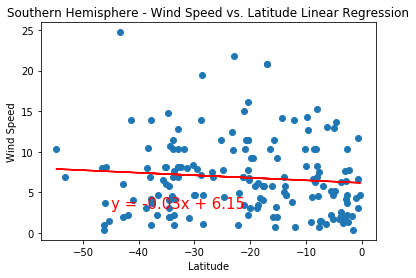 Southern Hemisphere - Wind Speed vs. Latitude Linear Regression
25
20
15
10
5
0
Wind Speed
y = -0.03x + 6.15
−50 −40 −30 −20 −10 0
Latitude